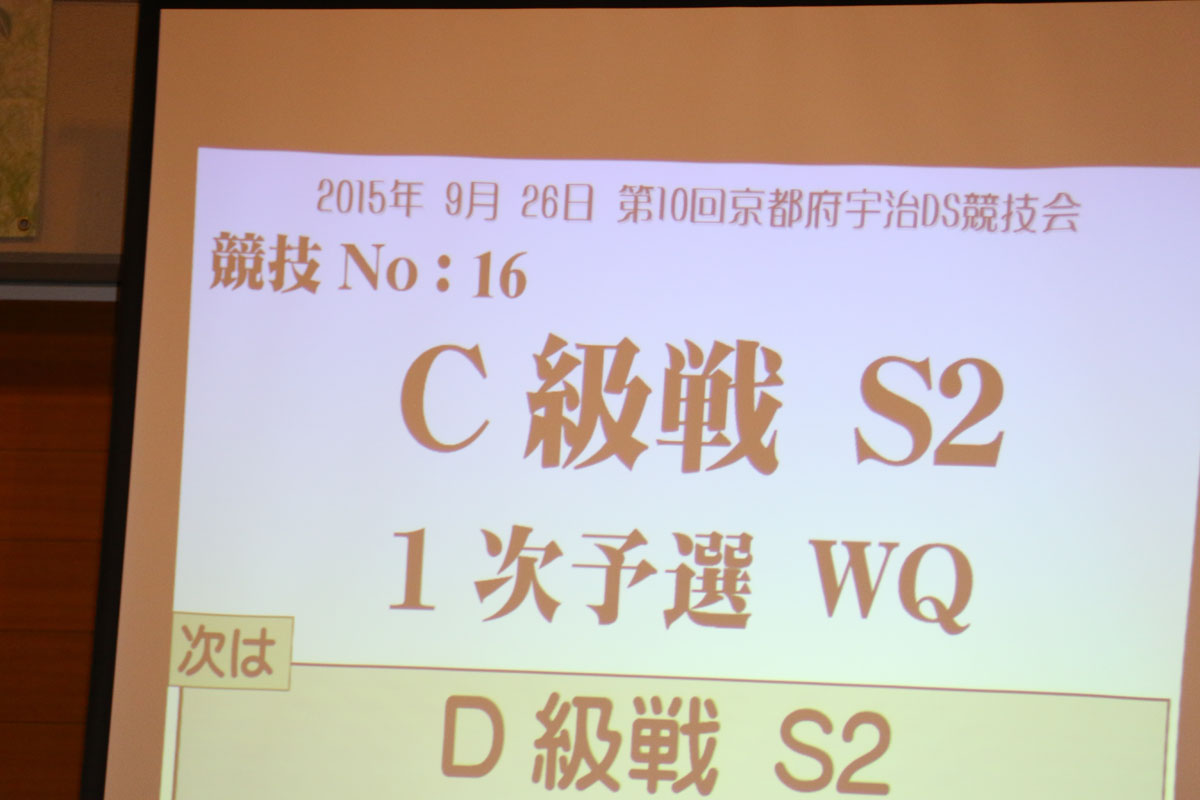 2015年 9月 26日 第10回京都府宇治DS競技会
競技 No：16
C 級戦 S2
1 次予選 WQ
次は
D 級戦 S2